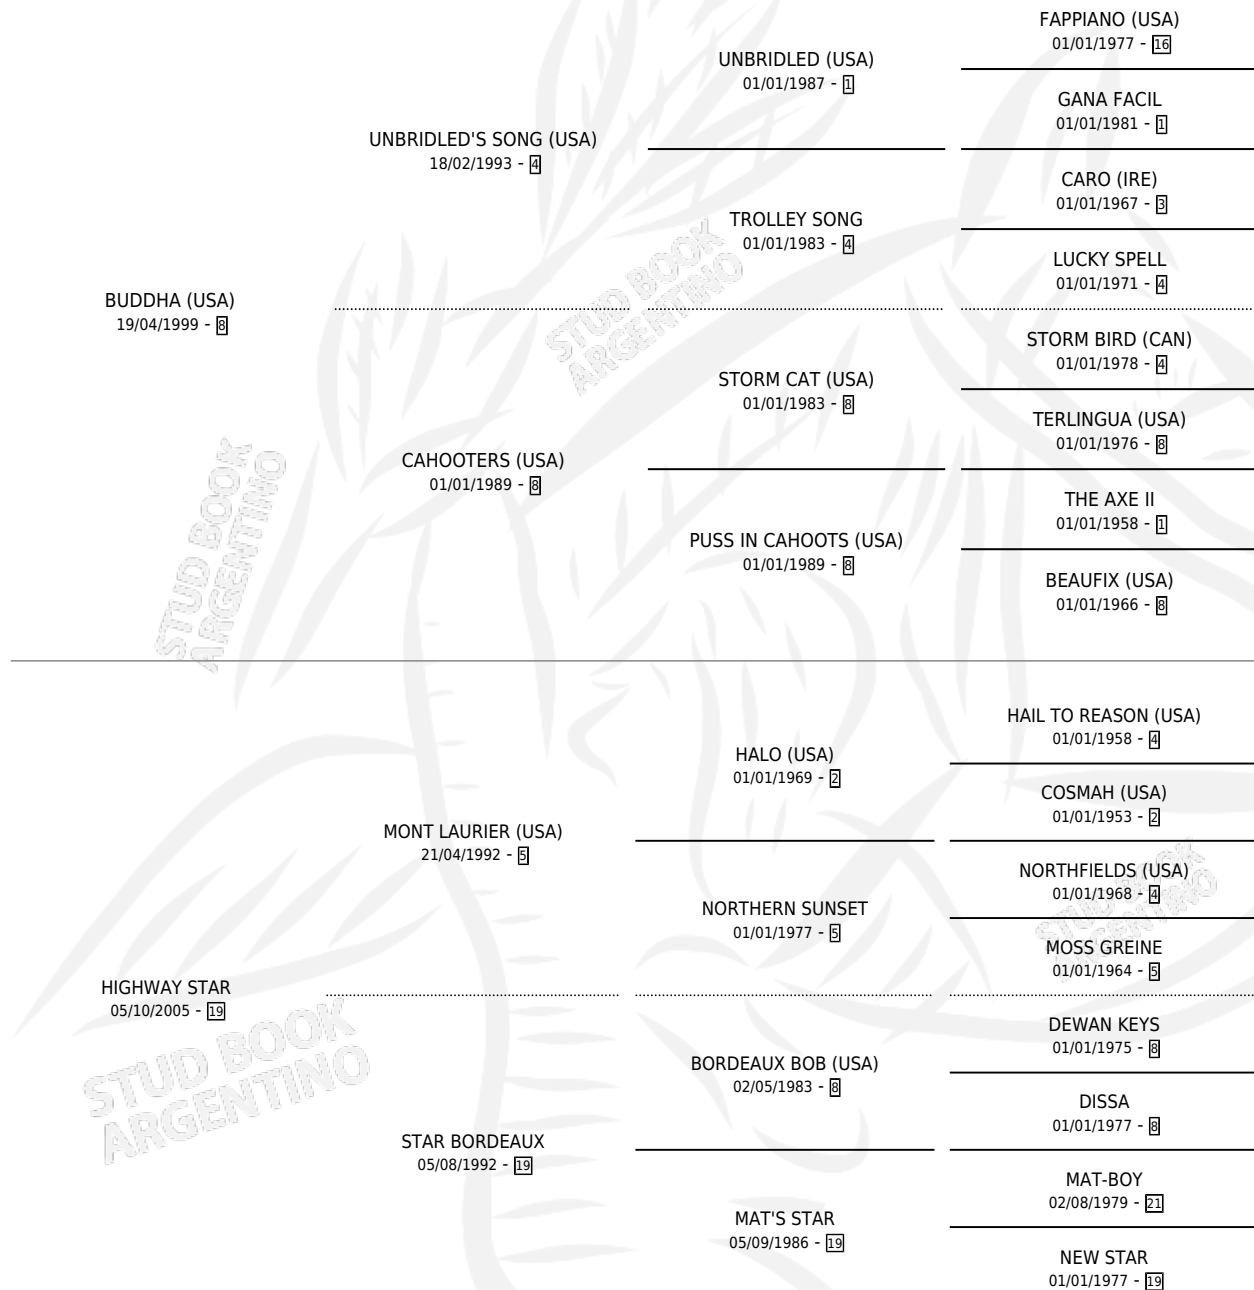 FAPPIANO (USA)
01/01/1977 - 16
UNBRIDLED (USA)
01/01/1987 - 1
GANA FACIL
01/01/1981 - 1
UNBRIDLED'S SONG (USA)
18/02/1993 - 4
CARO (IRE)
01/01/1967 - 3
TROLLEY SONG
01/01/1983 - 4
LUCKY SPELL
01/01/1971 - 4
BUDDHA (USA)
19/04/1999 - 8
STORM BIRD (CAN)
01/01/1978 - 4
STORM CAT (USA)
01/01/1983 - 8
TERLINGUA (USA)
01/01/1976 - 8
CAHOOTERS (USA)
01/01/1989 - 8
THE AXE II
01/01/1958 - 1
PUSS IN CAHOOTS (USA)
01/01/1989 - 8
BEAUFIX (USA)
01/01/1966 - 8
HAIL TO REASON (USA)
01/01/1958 - 4
HALO (USA)
01/01/1969 - 2
COSMAH (USA)
01/01/1953 - 2
MONT LAURIER (USA)
21/04/1992 - 5
NORTHFIELDS (USA)
01/01/1968 - 4
NORTHERN SUNSET
01/01/1977 - 5
MOSS GREINE
01/01/1964 - 5
HIGHWAY STAR
05/10/2005 - 19
DEWAN KEYS
01/01/1975 - 8
BORDEAUX BOB (USA)
02/05/1983 - 8
DISSA
01/01/1977 - 8
STAR BORDEAUX
05/08/1992 - 19
MAT-BOY
02/08/1979 - 21
MAT'S STAR
05/09/1986 - 19
NEW STAR
01/01/1977 - 19
STUD BOOK
ARGENTINO
STUD BOOK
ARGENTINO
STUD BOOK
ARGENTINO
STUD BOOK
ARGENTINO